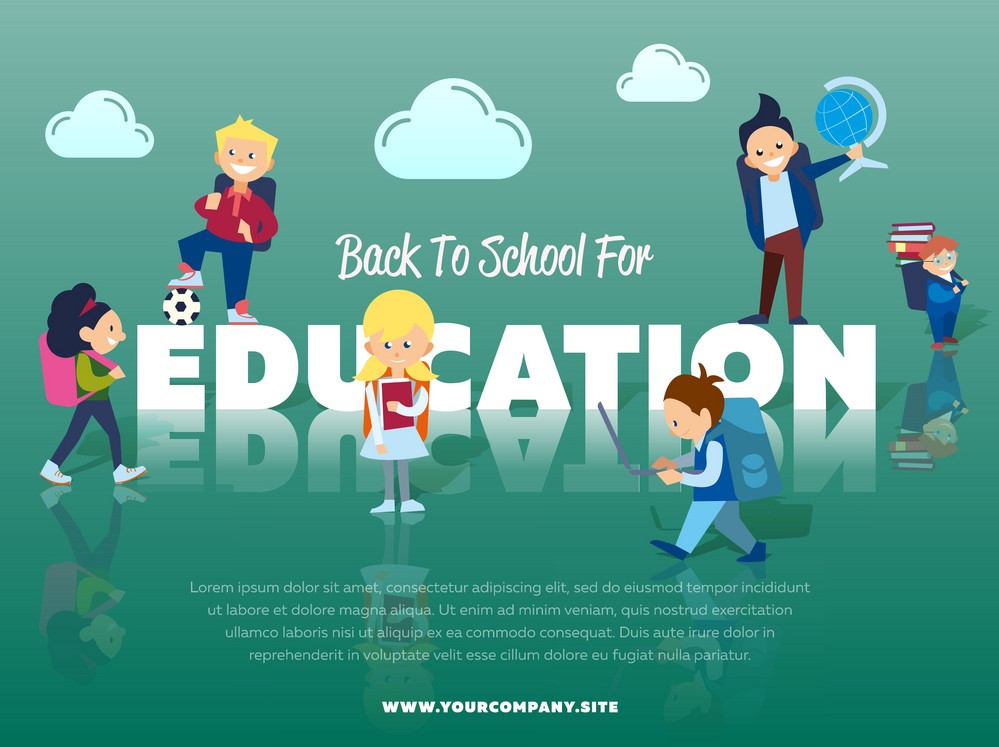 Back To School For
EDUCATION
Lorem ipsum dolor sit amet, consectetur adipiscing elit, sed do eiusmod tempor incididunt
ut labore et dolore magna aliqua. Ut enim ad minim veniam, quis nostrud exercitation
ullamco laboris nisi ut aliquip ex ea commodo consequat. Duis aute irure dolor in
reprehenderit in voluptate velit esse cillum dolore eu fugiat nulla pariatur.
WWW.YOURCOMPANY.SITE